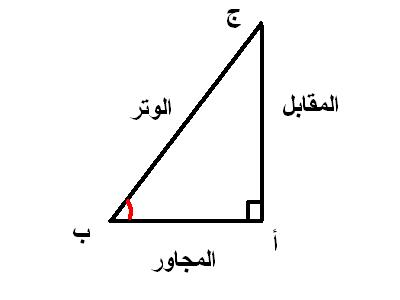 ج
الوتر
المقابل
ب
أ
المجاور